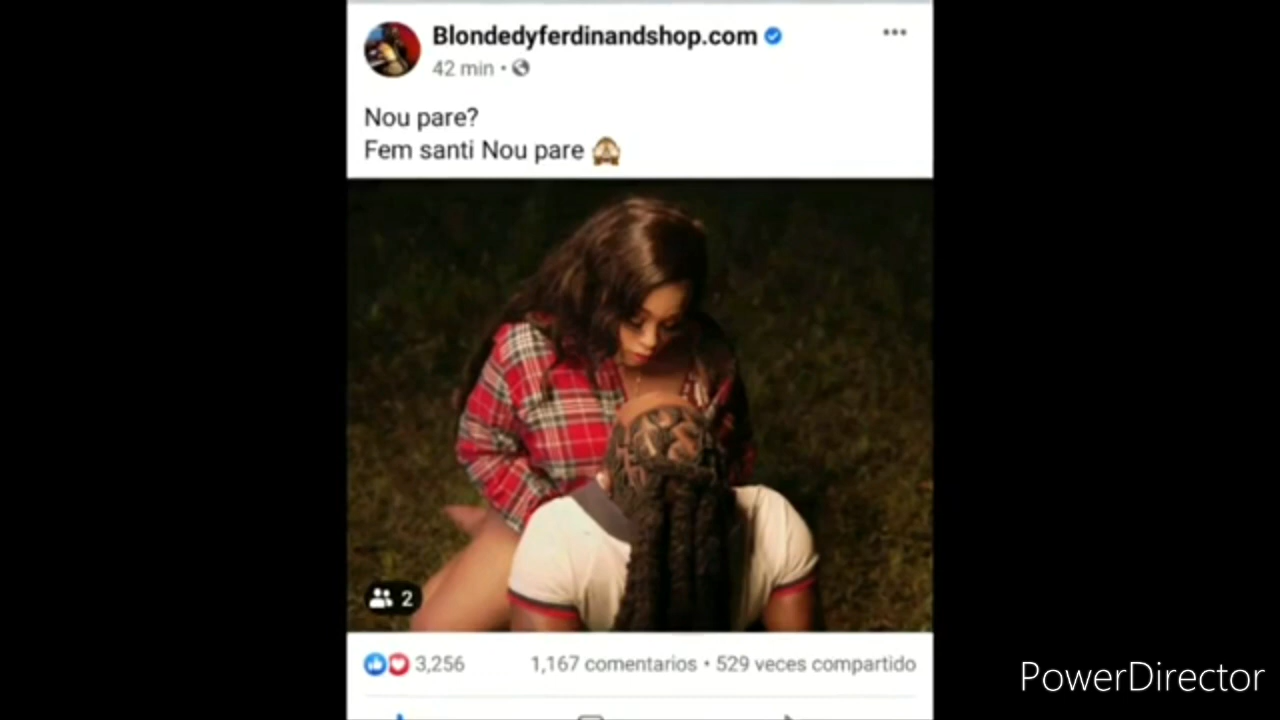 Blondedyferdinandshop.com
42 min •
Nou pare?
Fem santi Nou pare 🙈
2
3,256
1,167 comentarios • 529 veces compartido
PowerDirector